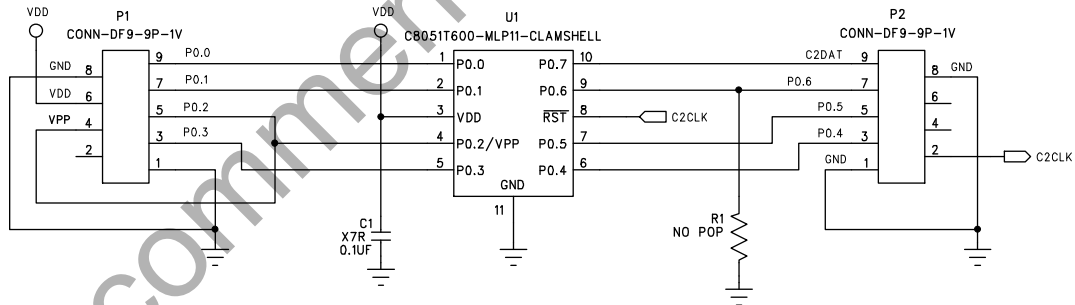 VDD
P1
CONN-DF9-9P-1V
GND 8
VDD 6
VPP 4
2
9 P0.0
7 P0.1
5 P0.2
3 P0.3
1
VDD
C1
X7R
0.1UF
U1
C8051T600-MLP11-CLAMSHELL
1 P0.0
2 P0.1
3 VDD
4 P0.2/VPP
5 P0.3
GND
11
P0.7 10
P0.6 9
RST 8
P0.5 7
P0.4 6
C2CLK
R1
NO POP
P2
CONN-DF9-9P-1V
C2DAT 9
P0.6 7
P0.5 5
P0.4 3
GND 1
8 GND
6
4
2
C2CLK
comme